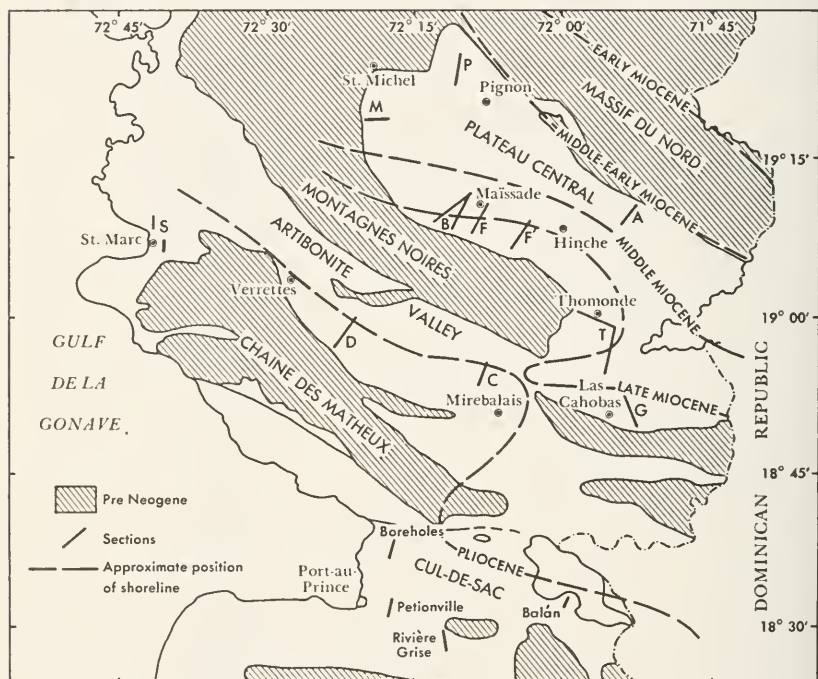 72° 45′
72° 30′
72° 15′
72° 00′
71° 45′
EARLY MIOCENE
St. Michel
P
Pignon
MASSIF DU NORD
M
PLATEAU CENTRAL
MIDDLE-EARLY MIOCENE
19° 15′
Maïssade
MONTAGNES NOIRES
A
B
F
F
S
St. Marc
ARTIBONITE
Hinche
MIDDLE MIOCENE
Verrettes
Thomonde
VALLEY
19° 00′
T
GULF
DE LA
GONAVE
D
CHAINE DES MATHEUX
C
Las
Cahobas
LATE MIOCENE
Mirebalais
G
REPUBLIC
18° 45′
Pre Neogene
Sections
Approximate position
of shoreline
Boreholes
PLIOCENE
DOMINICAN
Port-au-
Prince
CUL-DE-SAC
Petionville
Balán
18° 30′
Rivière
Grise